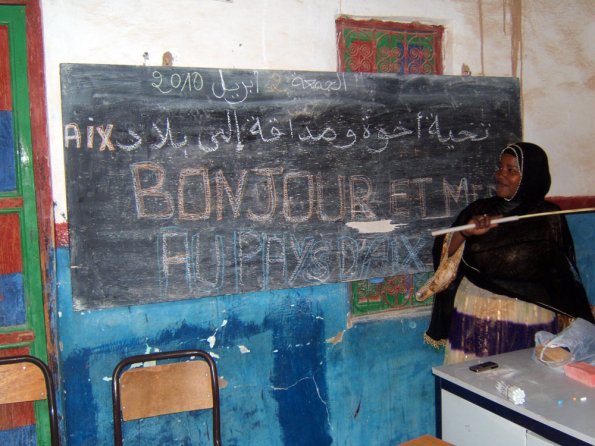 الجمعة 2 أبريل 2010
تحية أخوة وصداقة إلى بلاد AIX
BONJOUR ET
AU PAYS D'AIX